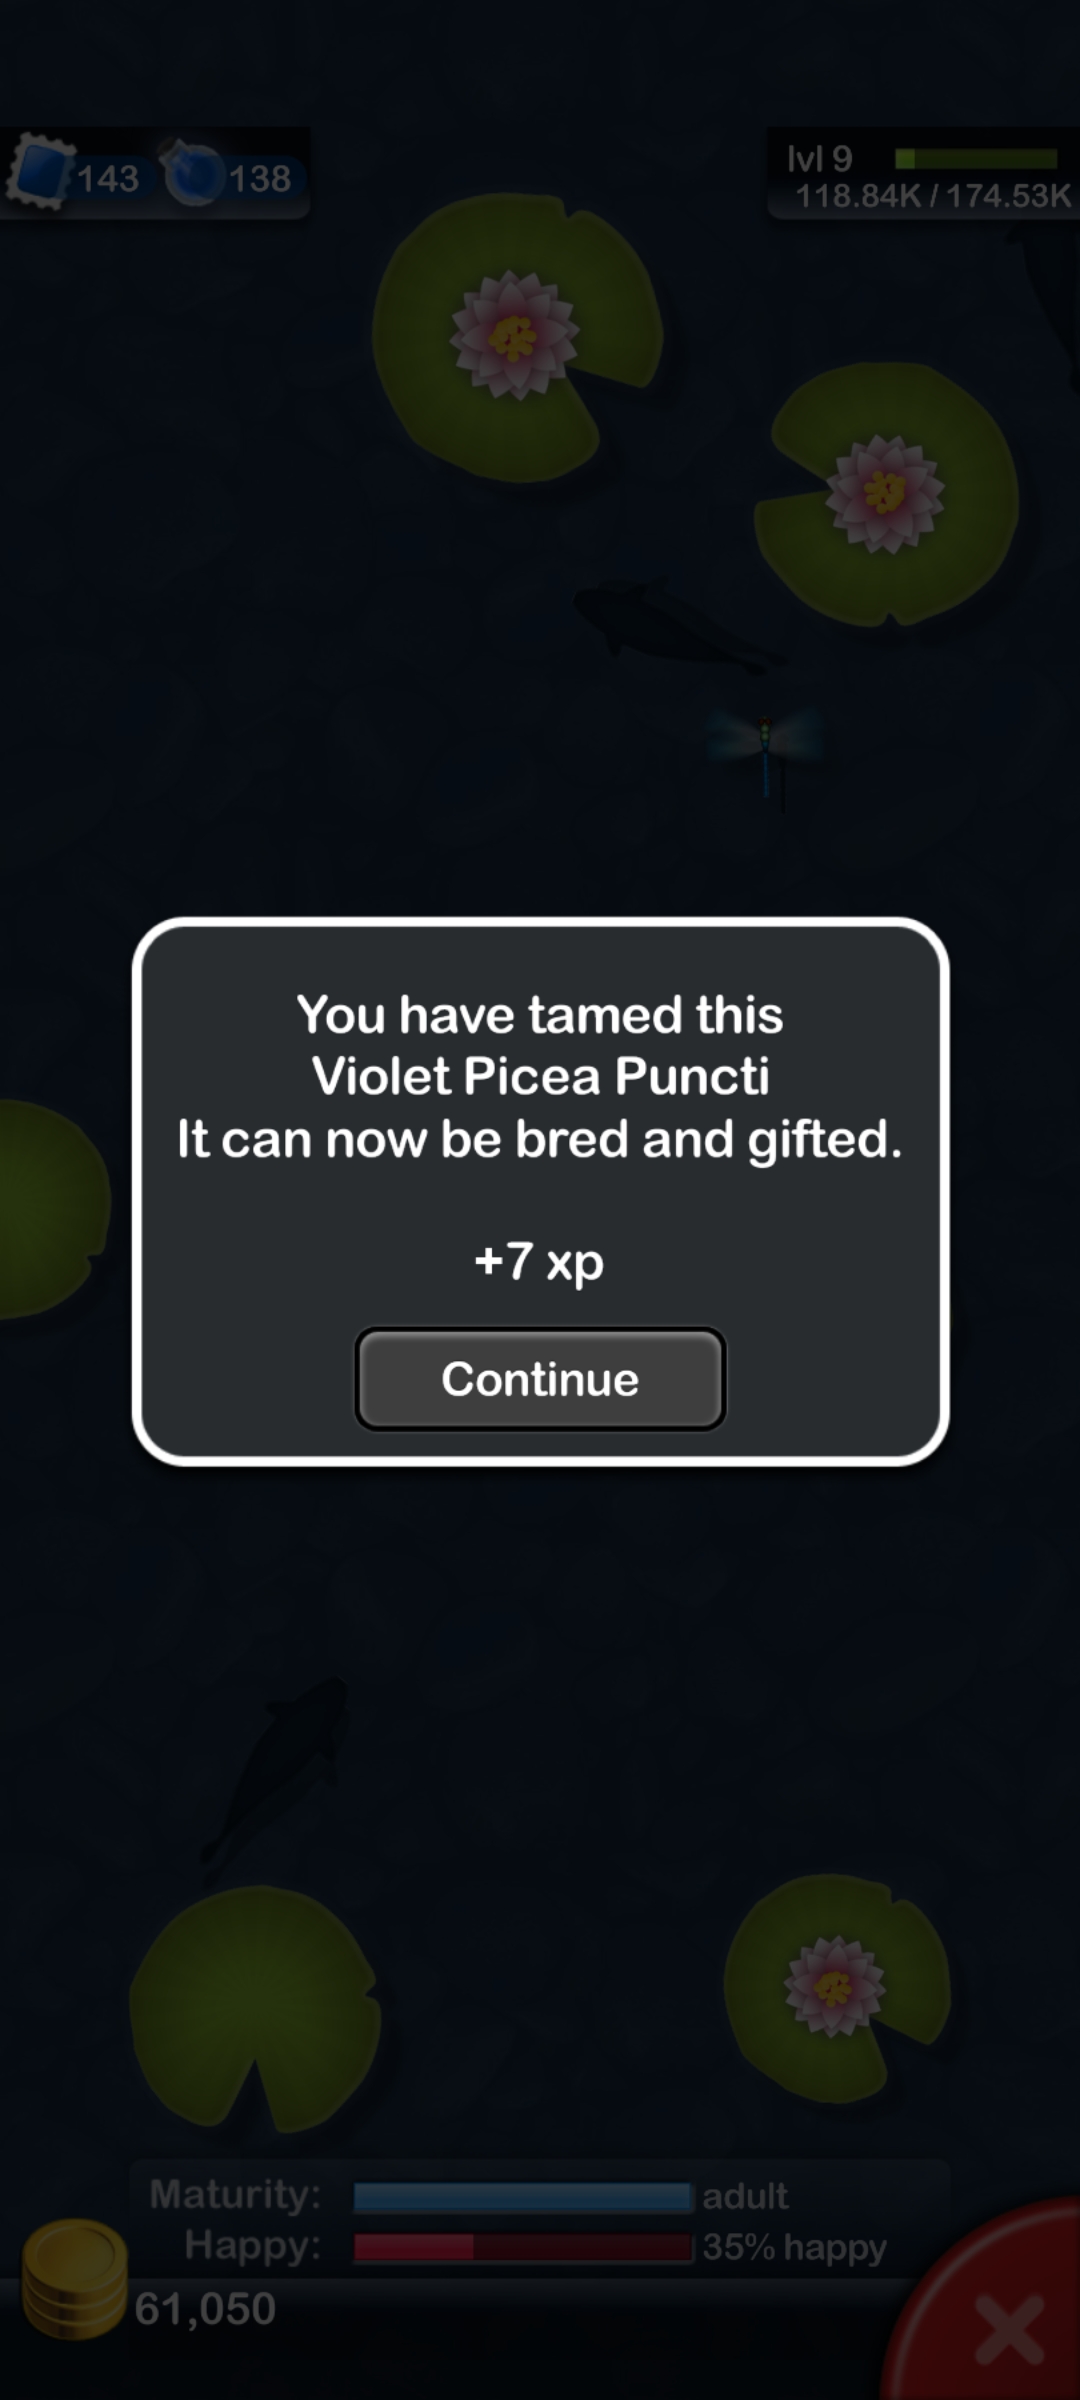 143
138
lvl 9
118.84K / 174.53K
You have tamed this
Violet Picea Puncti
It can now be bred and gifted.
+7 xp
Continue
Maturity: adult
Happy: 35% happy
61,050